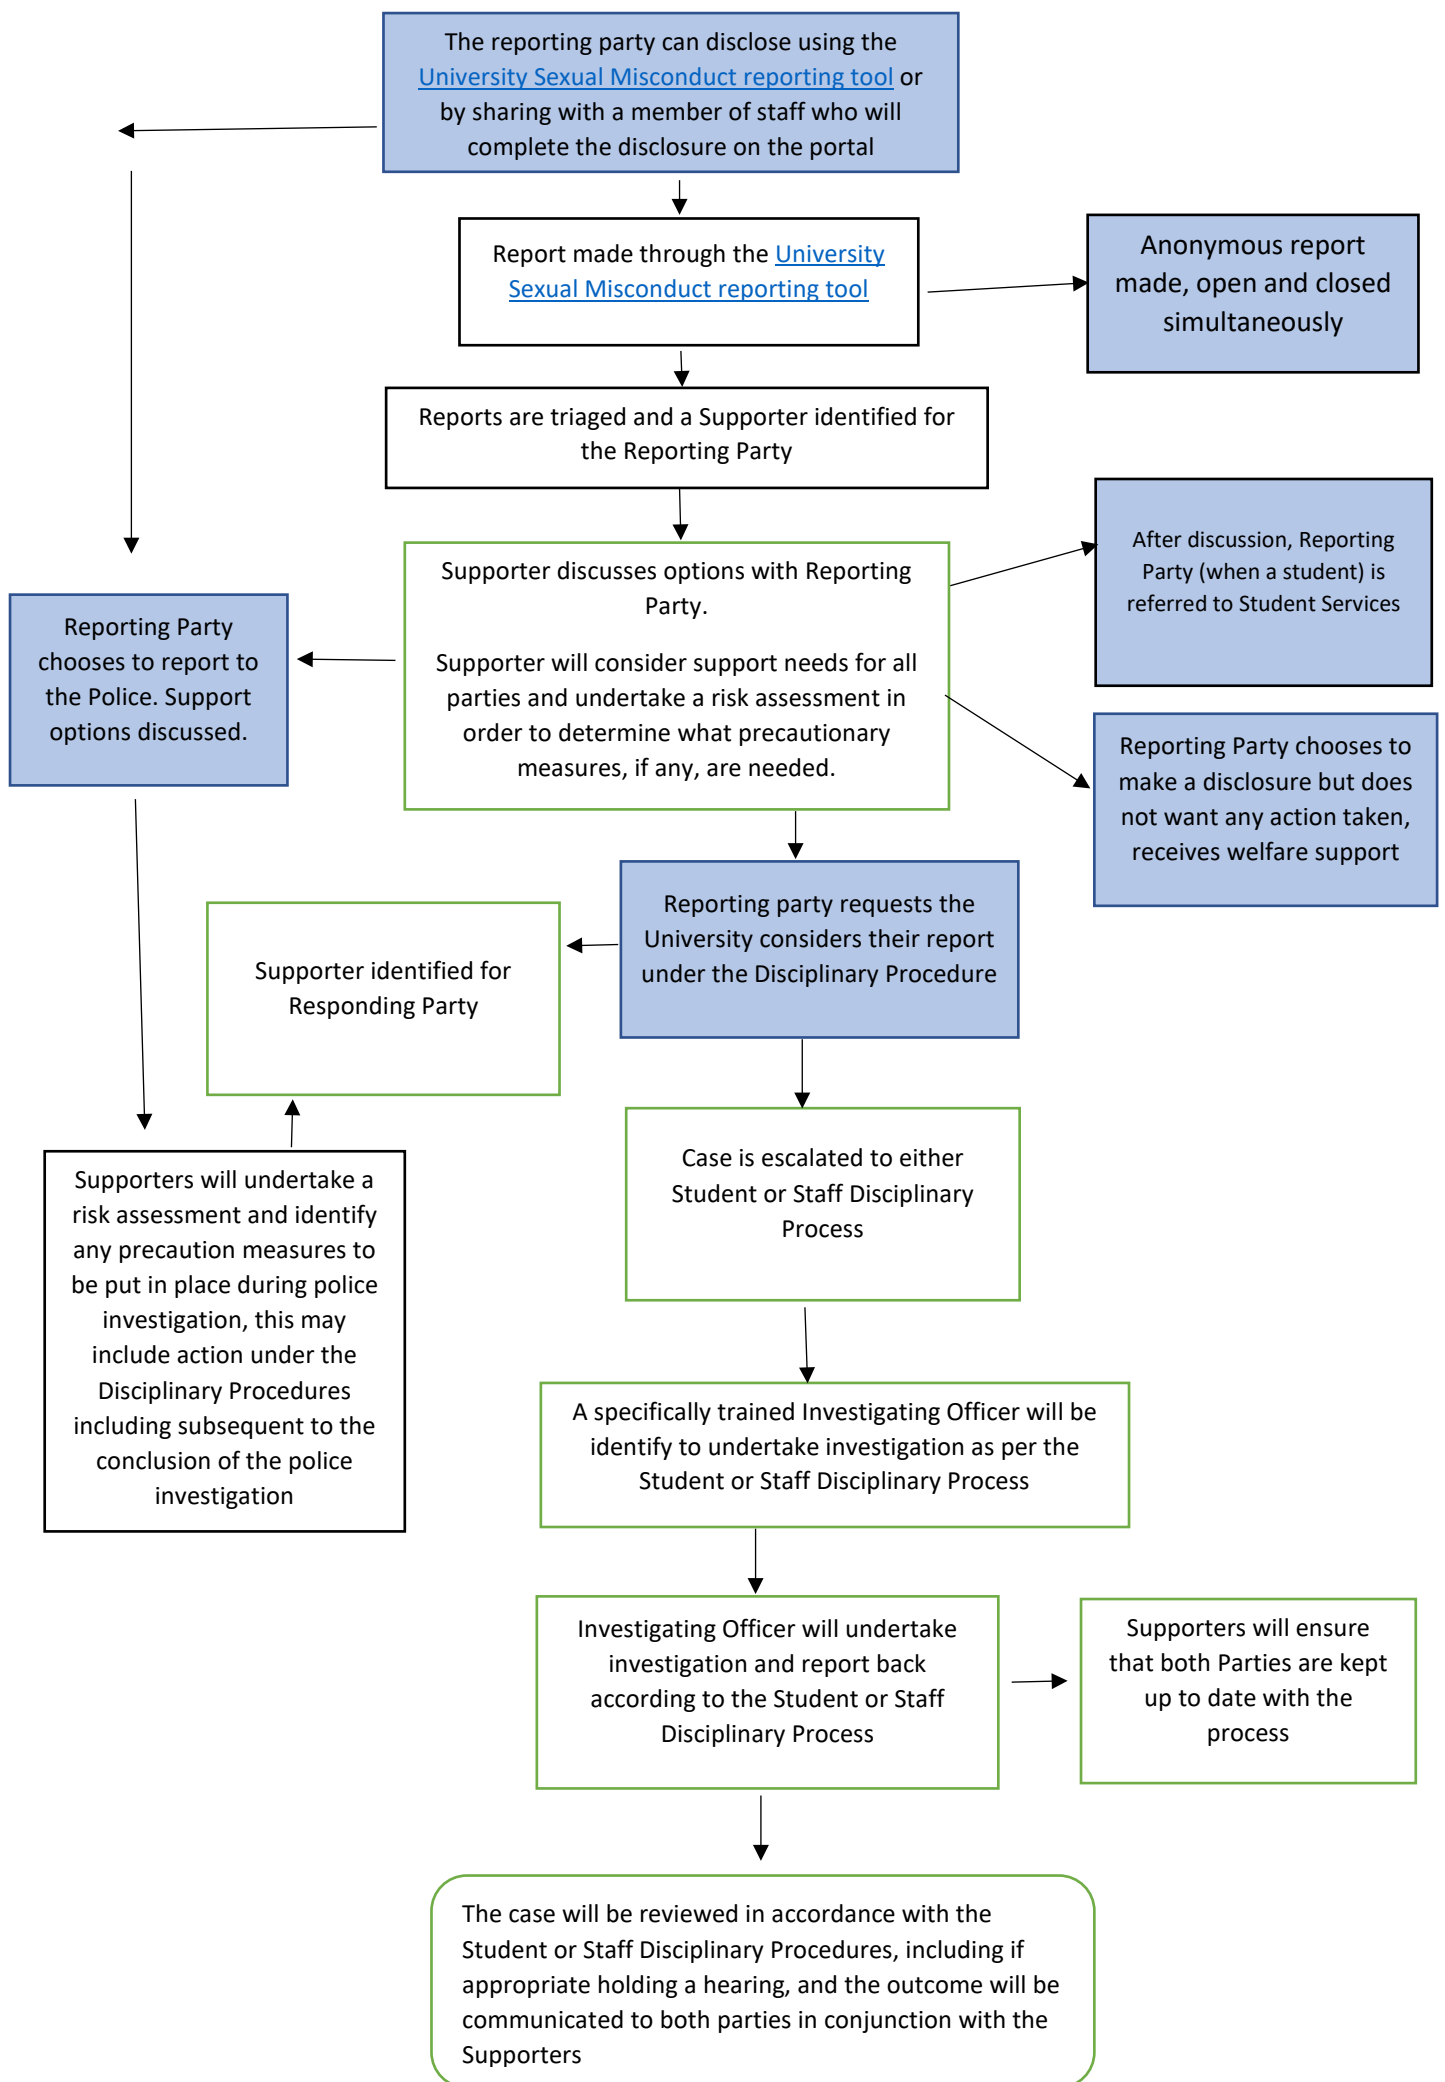 The reporting party can disclose using the
University Sexual Misconduct reporting tool or
by sharing with a member of staff who will
complete the disclosure on the portal
Report made through the University
Sexual Misconduct reporting tool
Anonymous report
made, open and closed
simultaneously
Reports are triaged and a Supporter identified for
the Reporting Party
After discussion, Reporting
Party (when a student) is
referred to Student Services
Supporter discusses options with Reporting
Party.
Supporter will consider support needs for all
parties and undertake a risk assessment in
order to determine what precautionary
measures, if any, are needed.
Reporting Party
chooses to report to
the Police. Support
options discussed.
Reporting Party chooses to
make a disclosure but does
not want any action taken,
receives welfare support
Reporting party requests the
University considers their report
under the Disciplinary Procedure
Supporter identified for
Responding Party
Case is escalated to either
Student or Staff Disciplinary
Process
Supporters will undertake a
risk assessment and identify
any precaution measures to
be put in place during police
investigation, this may
include action under the
Disciplinary Procedures
including subsequent to the
conclusion of the police
investigation
A specifically trained Investigating Officer will be
identify to undertake investigation as per the
Student or Staff Disciplinary Process
Investigating Officer will undertake
investigation and report back
according to the Student or Staff
Disciplinary Process
Supporters will ensure
that both Parties are kept
up to date with the
process
The case will be reviewed in accordance with the
Student or Staff Disciplinary Procedures, including if
appropriate holding a hearing, and the outcome will be
communicated to both parties in conjunction with the
Supporters